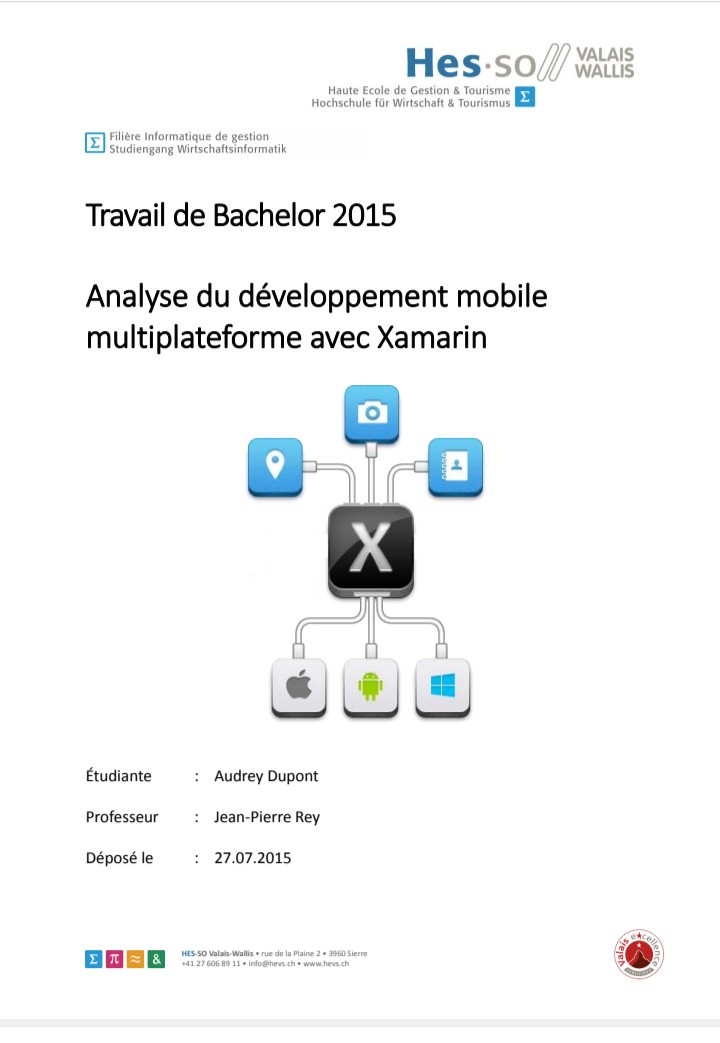 Hes·so VALAIS
WALLIS
Haute Ecole de Gestion & Tourisme
Hochschule für Wirtschaft & Tourismus Σ
Σ Filière Informatique de gestion
Studiengang Wirtschaftsinformatik
Travail de Bachelor 2015
Analyse du développement mobile
multiplateforme avec Xamarin
X
Étudiante : Audrey Dupont
Professeur : Jean-Pierre Rey
Déposé le : 27.07.2015
Σ π ≈ & HES-SO Valais-Wallis • rue de la Plaine 2 • 3960 Sierre
+41 27 606 89 11 • info@hevs.ch • www.hevs.ch
Valais e★cellence